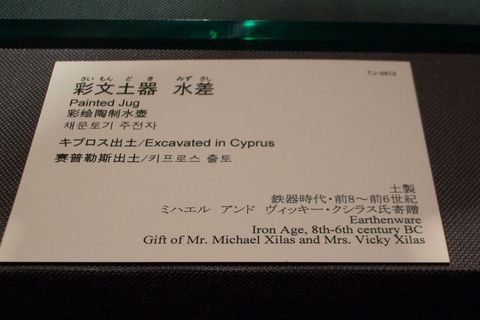 TJ-5819
さい もん ど き みず さし
彩文土器 水差
Painted Jug
彩绘陶制水壶
채문토기 주전자
キプロス出土/Excavated in Cyprus
赛普勒斯出土/키프로스 출토
土製
鉄器時代・前8～前6世紀
ミハエル アンド ヴィッキー・クシラス氏寄贈
Earthenware
Iron Age, 8th-6th century BC
Gift of Mr. Michael Xilas and Mrs. Vicky Xilas